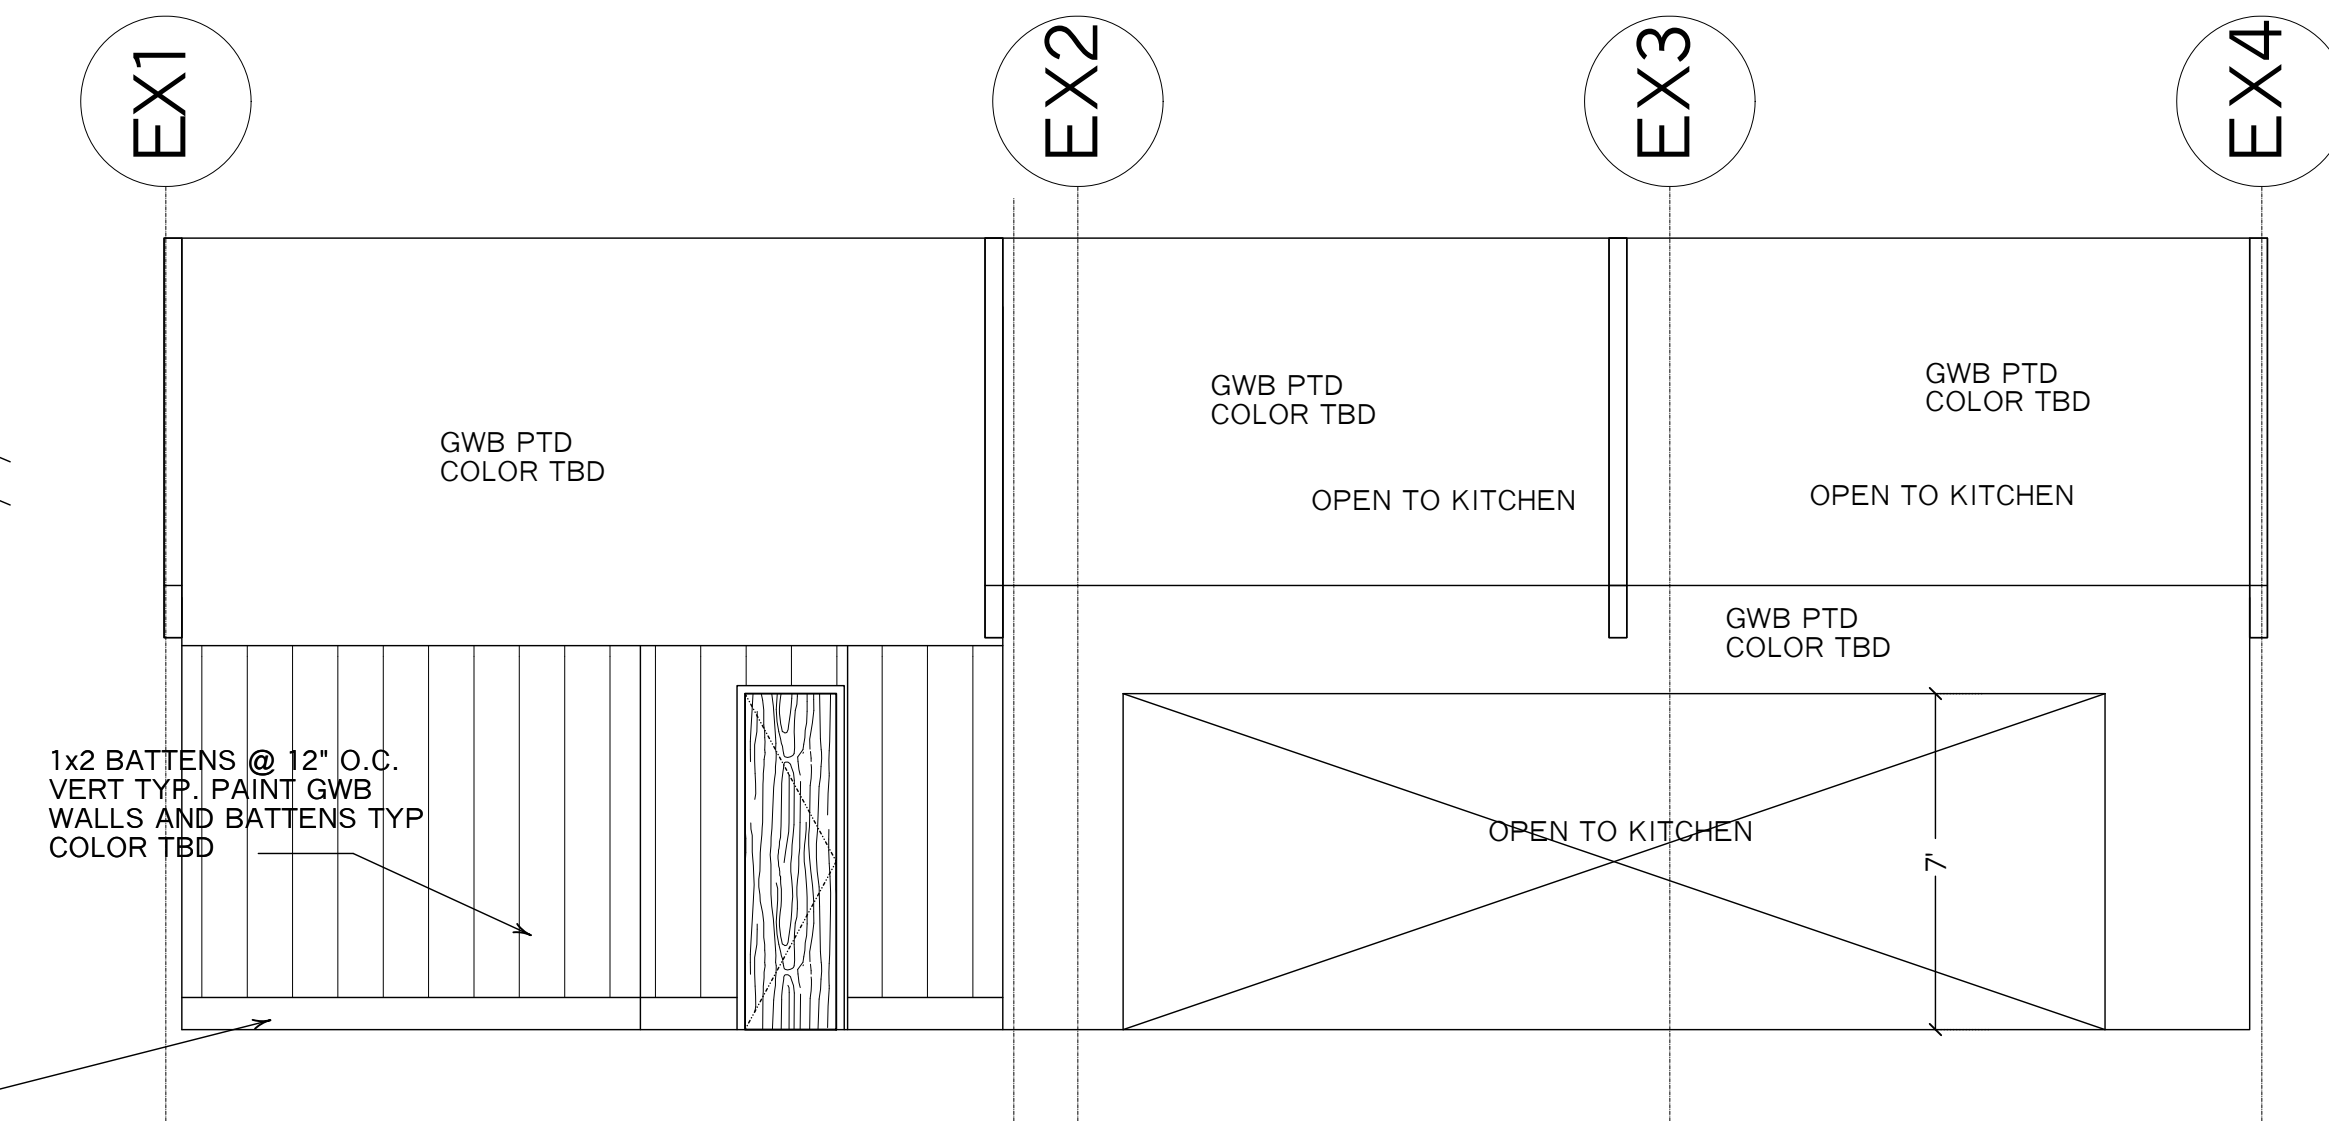 EX1
EX2
EX3
EX4
GWB PTD
COLOR TBD
GWB PTD
COLOR TBD
GWB PTD
COLOR TBD
OPEN TO KITCHEN
OPEN TO KITCHEN
GWB PTD
COLOR TBD
1x2 BATTENS @ 12" O.C.
VERT TYP. PAINT GWB
WALLS AND BATTENS TYP
COLOR TBD
OPEN TO KITCHEN
7'